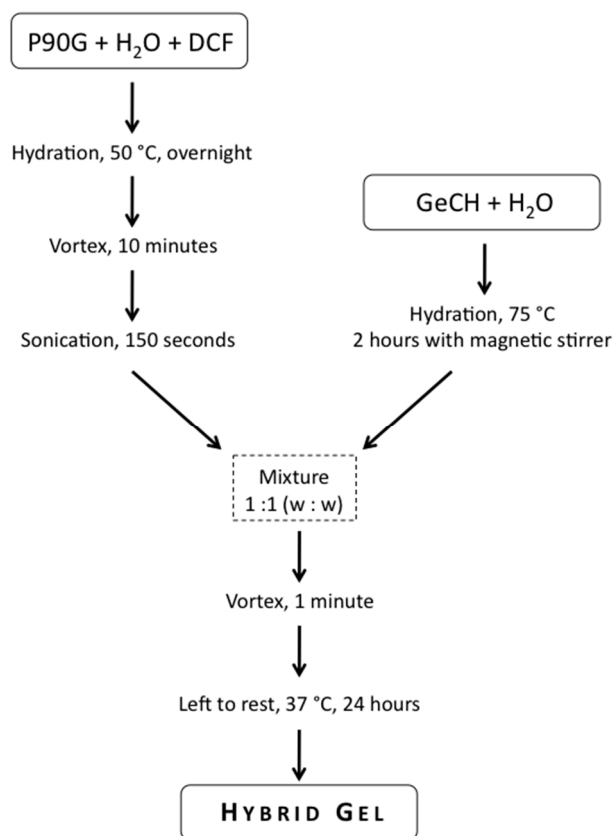 P90G + H₂O + DCF
Hydration, 50 °C, overnight
Vortex, 10 minutes
Sonication, 150 seconds
GeCH + H₂O
Hydration, 75 °C
2 hours with magnetic stirrer
Mixture
1 :1 (w : w)
Vortex, 1 minute
Left to rest, 37 °C, 24 hours
HYBRID GEL